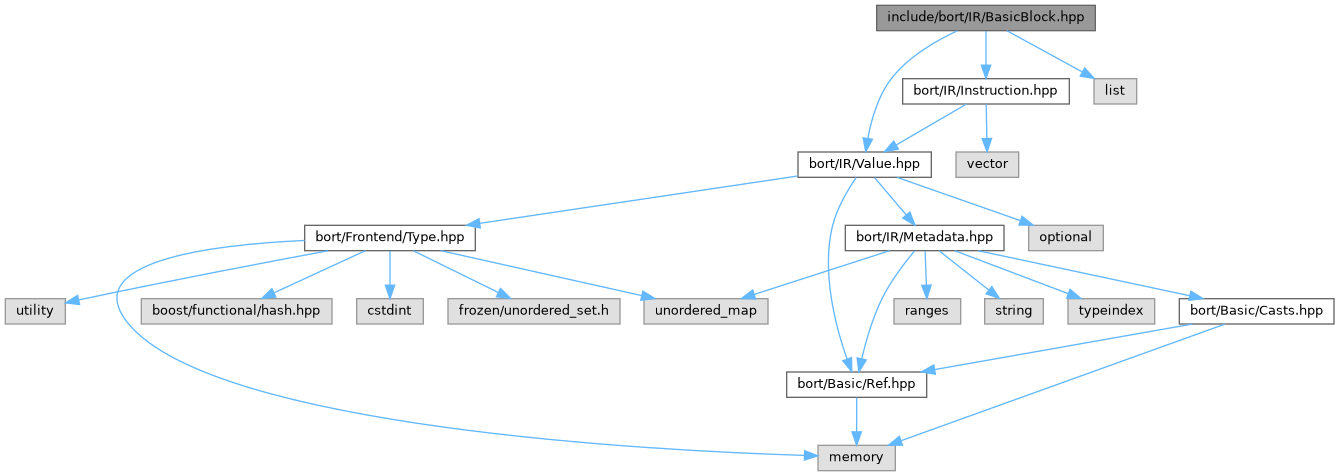 include/bort/IR/BasicBlock.hpp
bort/IR/Instruction.hpp
list
bort/IR/Value.hpp
vector
bort/Frontend/Type.hpp
bort/IR/Metadata.hpp
optional
utility
boost/functional/hash.hpp
cstdint
frozen/unordered_set.h
unordered_map
ranges
string
typeindex
bort/Basic/Casts.hpp
bort/Basic/Ref.hpp
memory